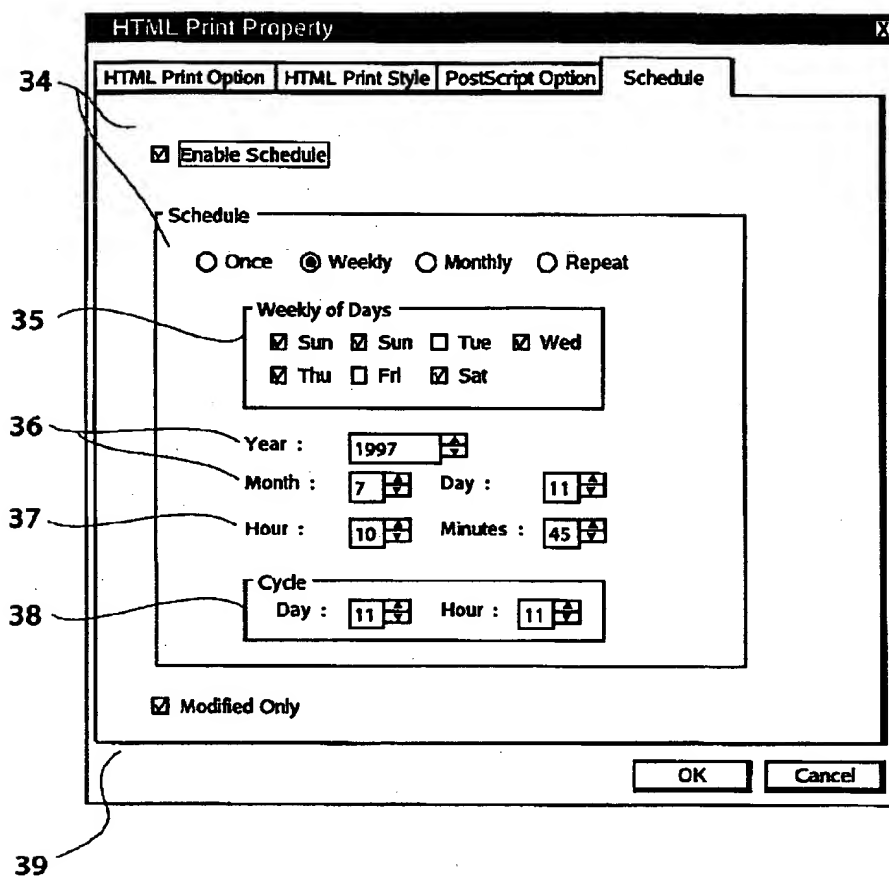 HTML Print Property X
HTML Print Option HTML Print Style PostScript Option Schedule
34
Enable Schedule
Schedule
Once Weekly Monthly Repeat
35
Weekly of Days
Sun Sun Tue Wed
Thu Fri Sat
36
Year : 1997
Month : 7 Day : 11
37
Hour : 10 Minutes : 45
Cycle
38
Day : 11 Hour : 11
Modified Only
OK Cancel
39